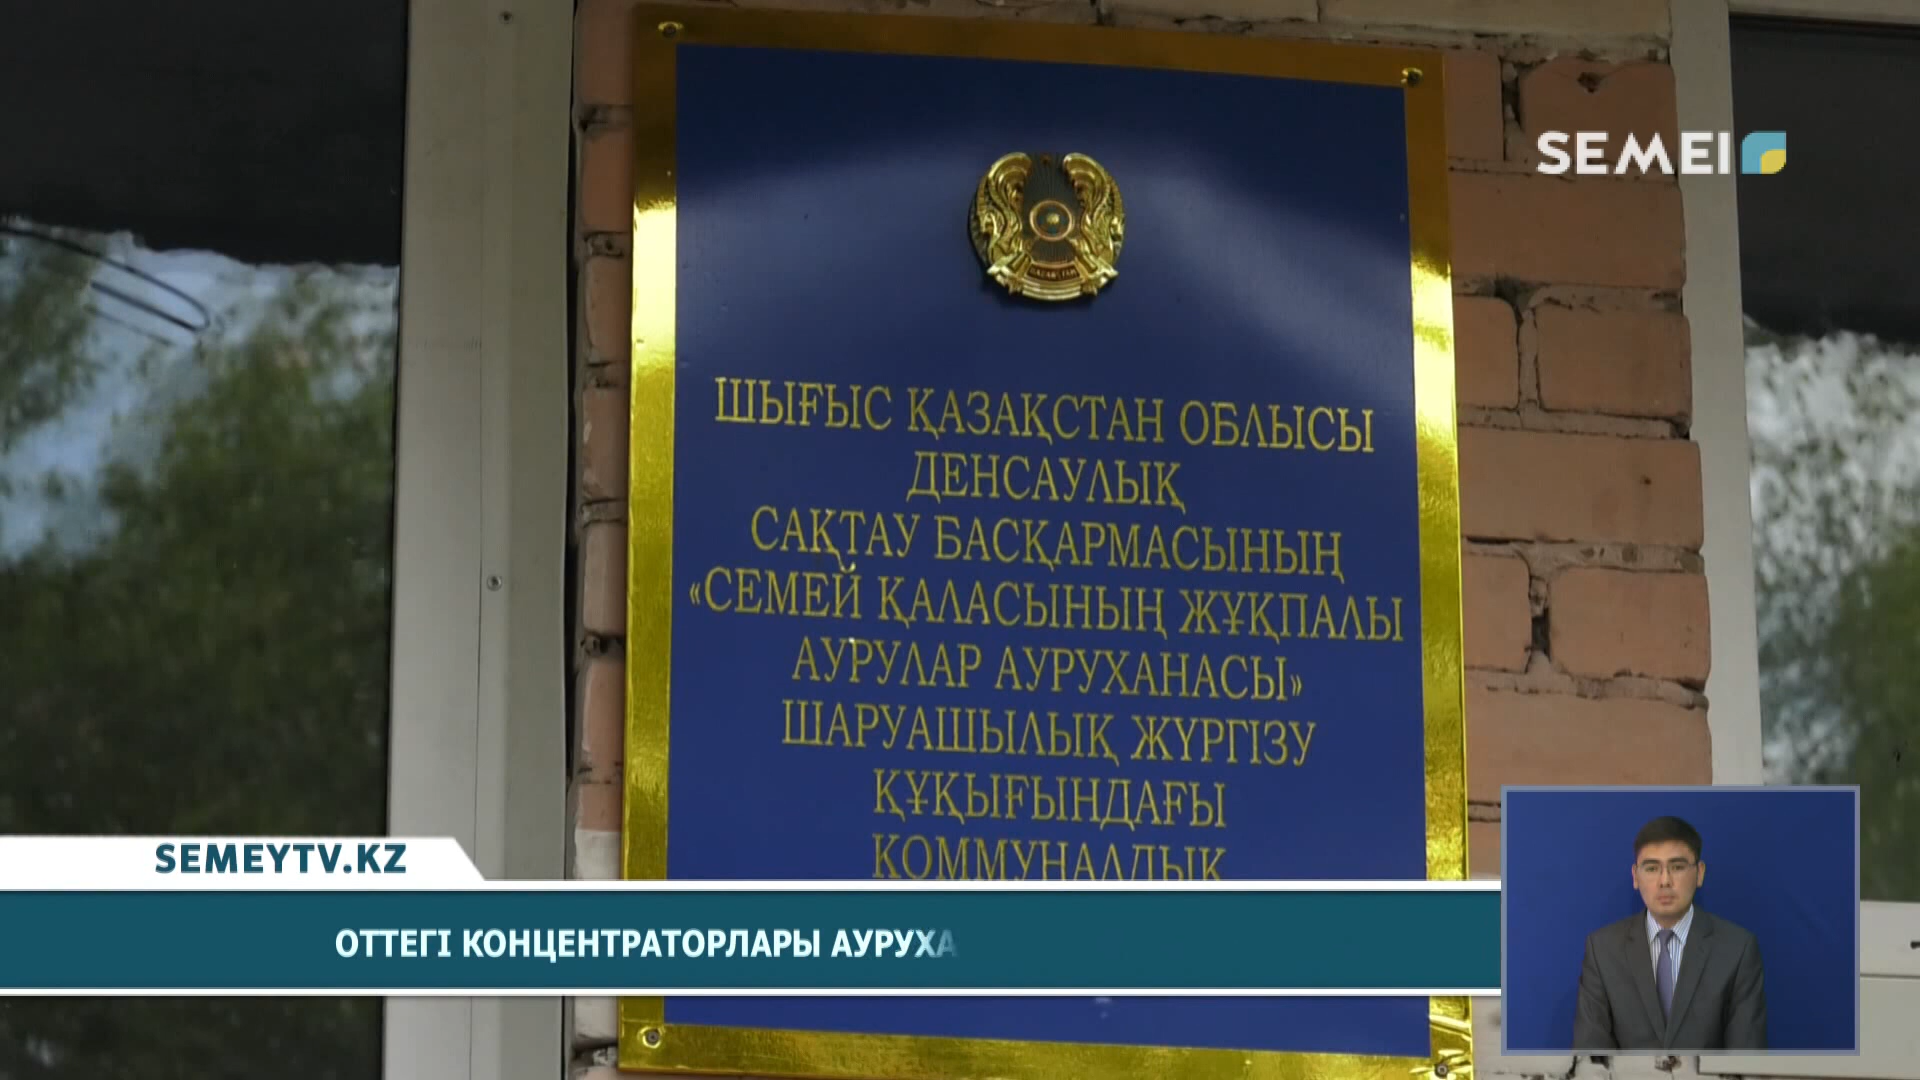 SEMEI
ШЫҒЫС ҚАЗАҚСТАН ОБЛЫСЫ
ДЕНСАУЛЫҚ
САҚТАУ БАСҚАРМАСЫНЫҢ
«СЕМЕЙ ҚАЛАСЫНЫҢ ЖҰҚПАЛЫ
АУРУЛАР АУРУХАНАСЫ»
ШАРУАШЫЛЫҚ ЖҮРГІЗУ
ҚҰҚЫҒЫНДАҒЫ
КОММУНАЛДЫҚ
SEMEYTV.KZ
ОТТЕГІ КОНЦЕНТРАТОРЛАРЫ АУРУХА